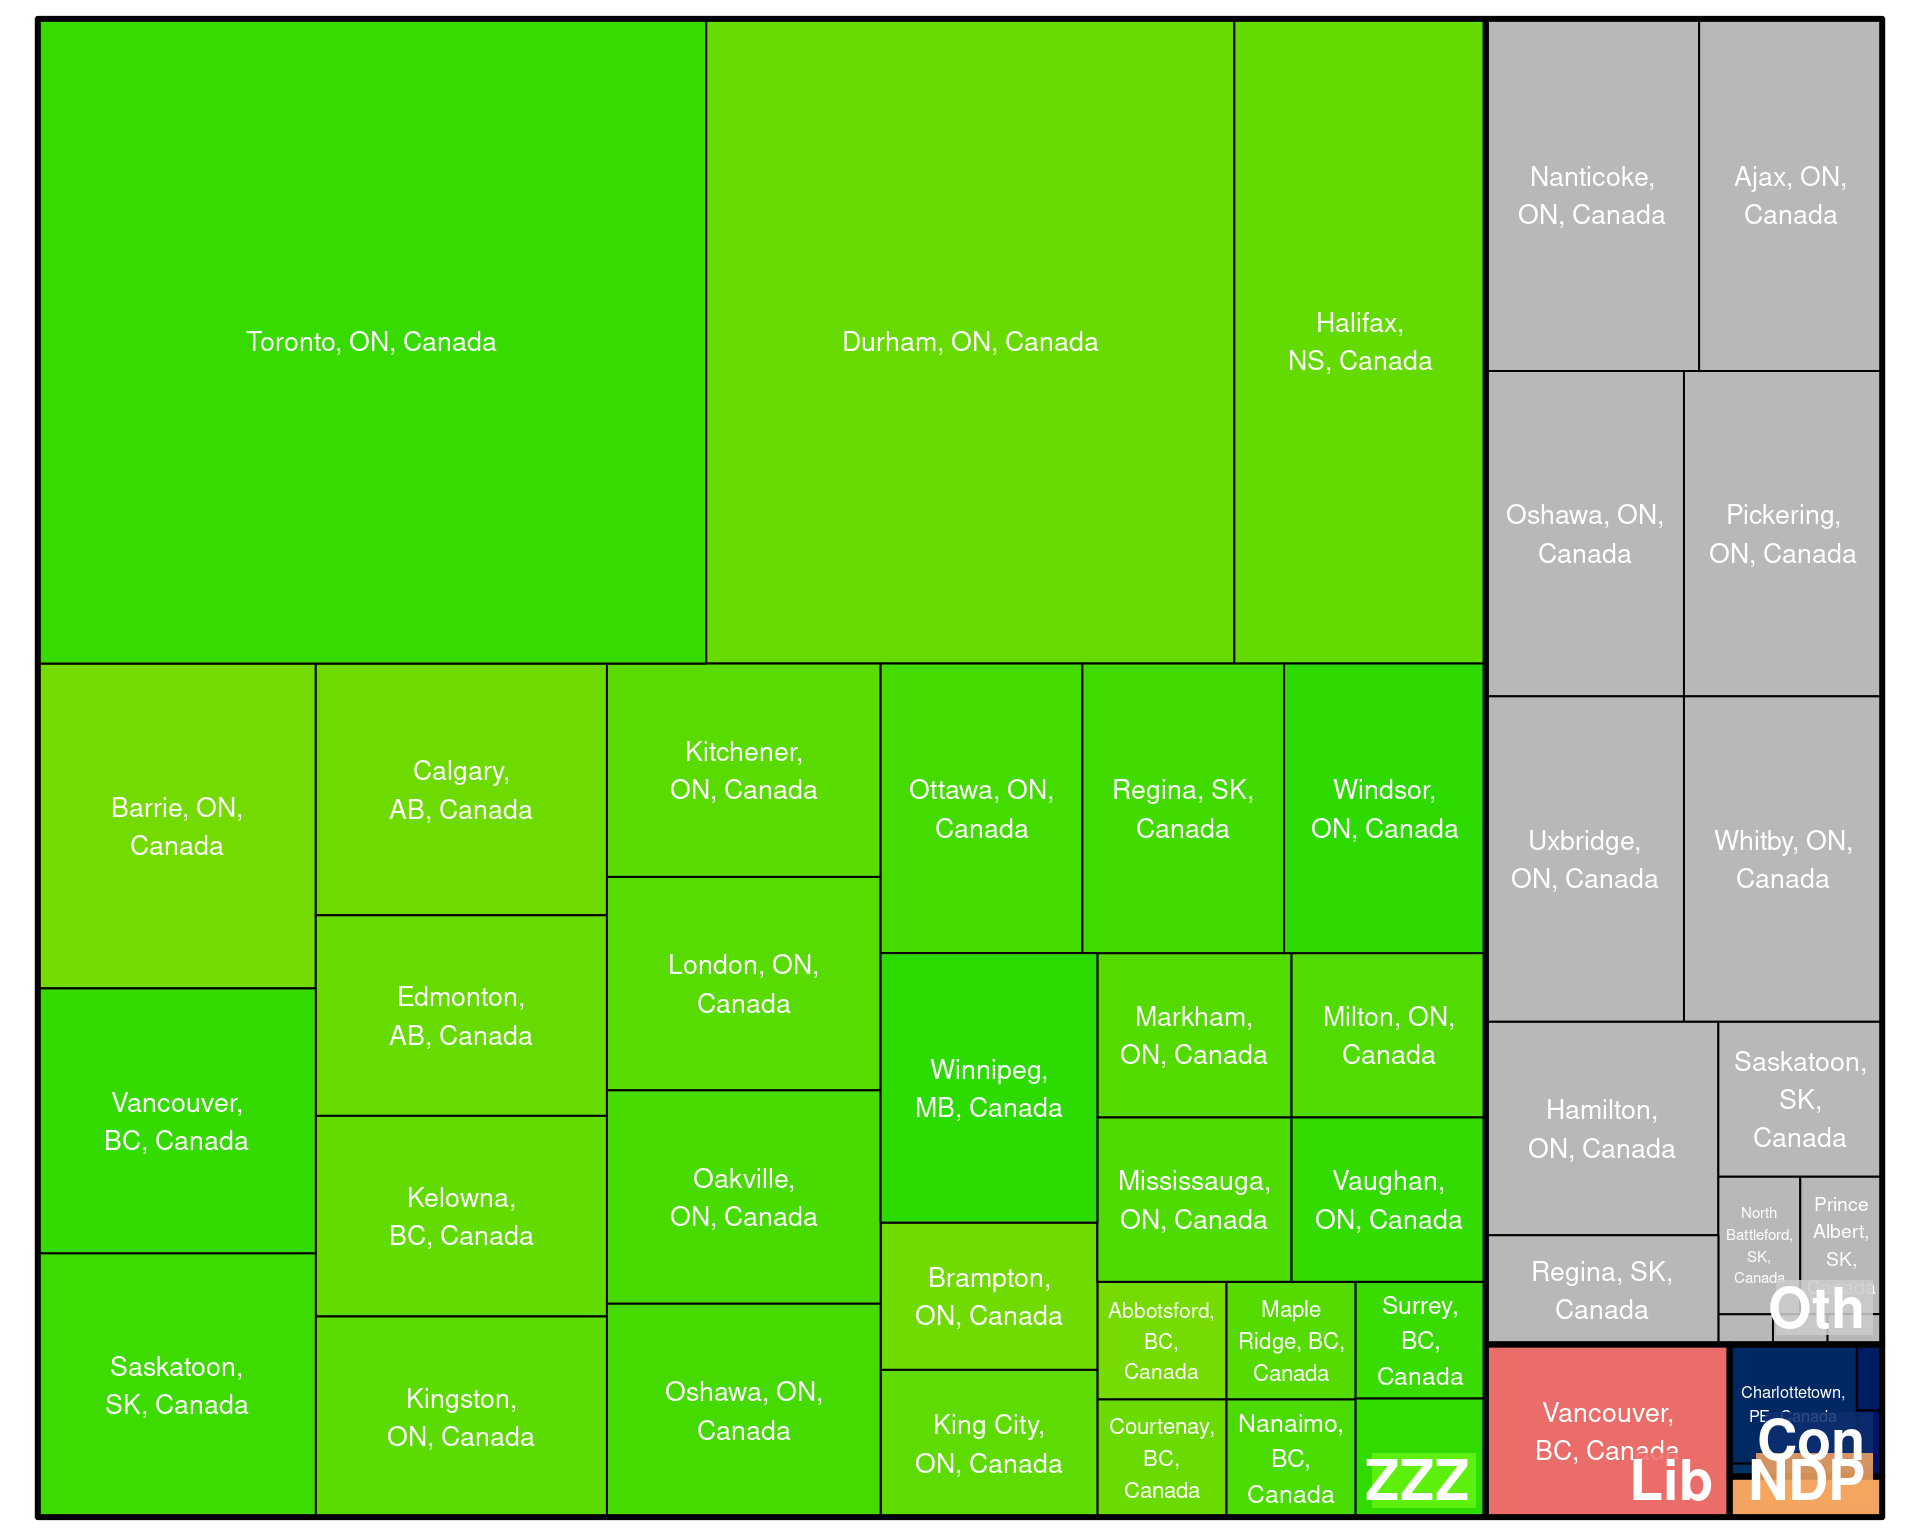 Toronto, ON, Canada
Durham, ON, Canada
Halifax,
NS, Canada
Nanticoke,
ON, Canada
Ajax, ON,
Canada
Oshawa, ON,
Canada
Pickering,
ON, Canada
Barrie, ON,
Canada
Calgary,
AB, Canada
Kitchener,
ON, Canada
Ottawa, ON,
Canada
Regina, SK,
Canada
Windsor,
ON, Canada
Uxbridge,
ON, Canada
Whitby, ON,
Canada
Edmonton,
AB, Canada
London, ON,
Canada
Vancouver,
BC, Canada
Winnipeg,
MB, Canada
Markham,
ON, Canada
Milton, ON,
Canada
Hamilton,
ON, Canada
Saskatoon,
SK,
Canada
Kelowna,
BC, Canada
Oakville,
ON, Canada
Mississauga,
ON, Canada
Vaughan,
ON, Canada
North
Battleford,
SK,
Canada
Prince
Albert,
SK,
Canada
Oth
Regina, SK,
Canada
Saskatoon,
SK, Canada
Kingston,
ON, Canada
Oshawa, ON,
Canada
Brampton,
ON, Canada
King City,
ON, Canada
Abbotsford,
BC,
Canada
Maple
Ridge, BC,
Canada
Surrey,
BC,
Canada
Courtenay,
BC,
Canada
Nanaimo,
BC,
Canada
ZZZ
Vancouver,
BC, Canada
Lib
Charlottetown,
PE, Canada
Con
NDP